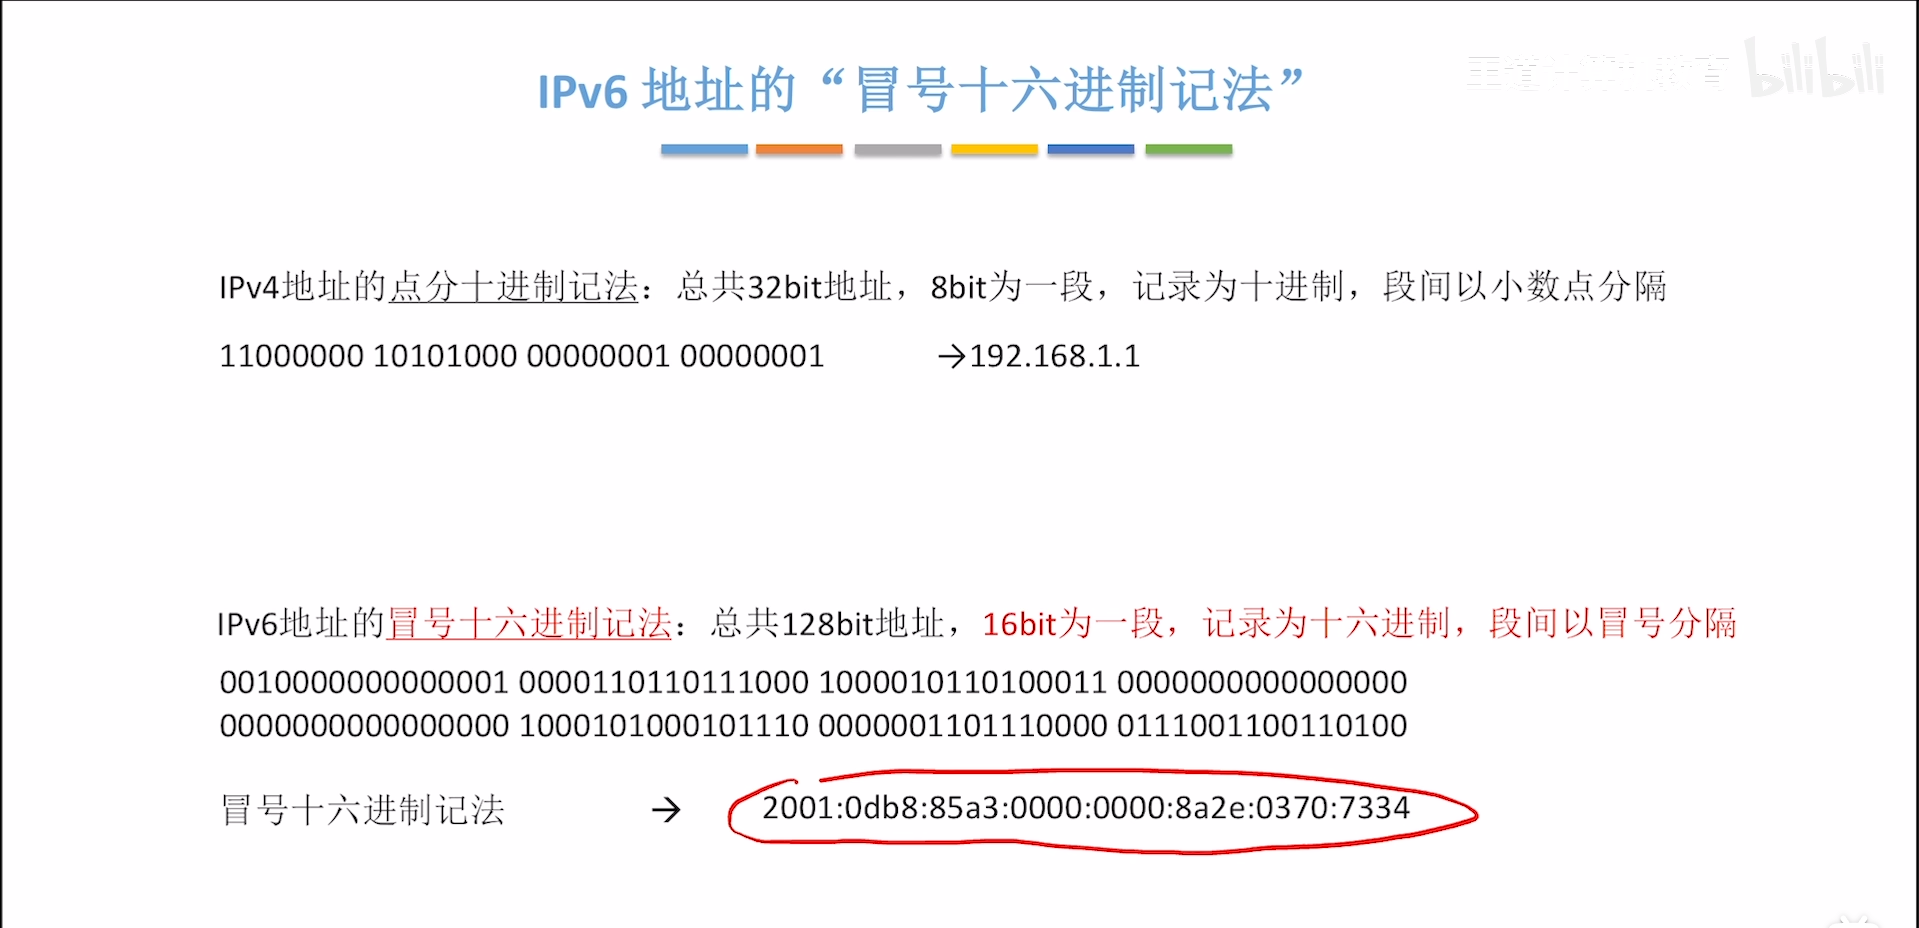 王道计算机教育 bilibili
IPv6 地址的“冒号十六进制记法”
IPv4地址的点分十进制记法：总共32bit地址，8bit为一段，记录为十进制，段间以小数点分隔
11000000 10101000 00000001 00000001 →192.168.1.1
IPv6地址的冒号十六进制记法：总共128bit地址，16bit为一段，记录为十六进制，段间以冒号分隔
0010000000000001 0000110110111000 1000010110100011 0000000000000000
0000000000000000 1000101000101110 0000001101110000 0111001100110100
冒号十六进制记法 → 2001:0db8:85a3:0000:0000:8a2e:0370:7334